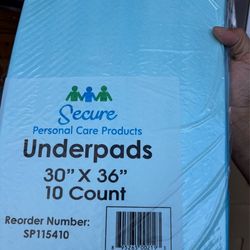 Secure
Personal Care Products
Underpads
30" X 36"
10 Count
Reorder Number:
SP115410